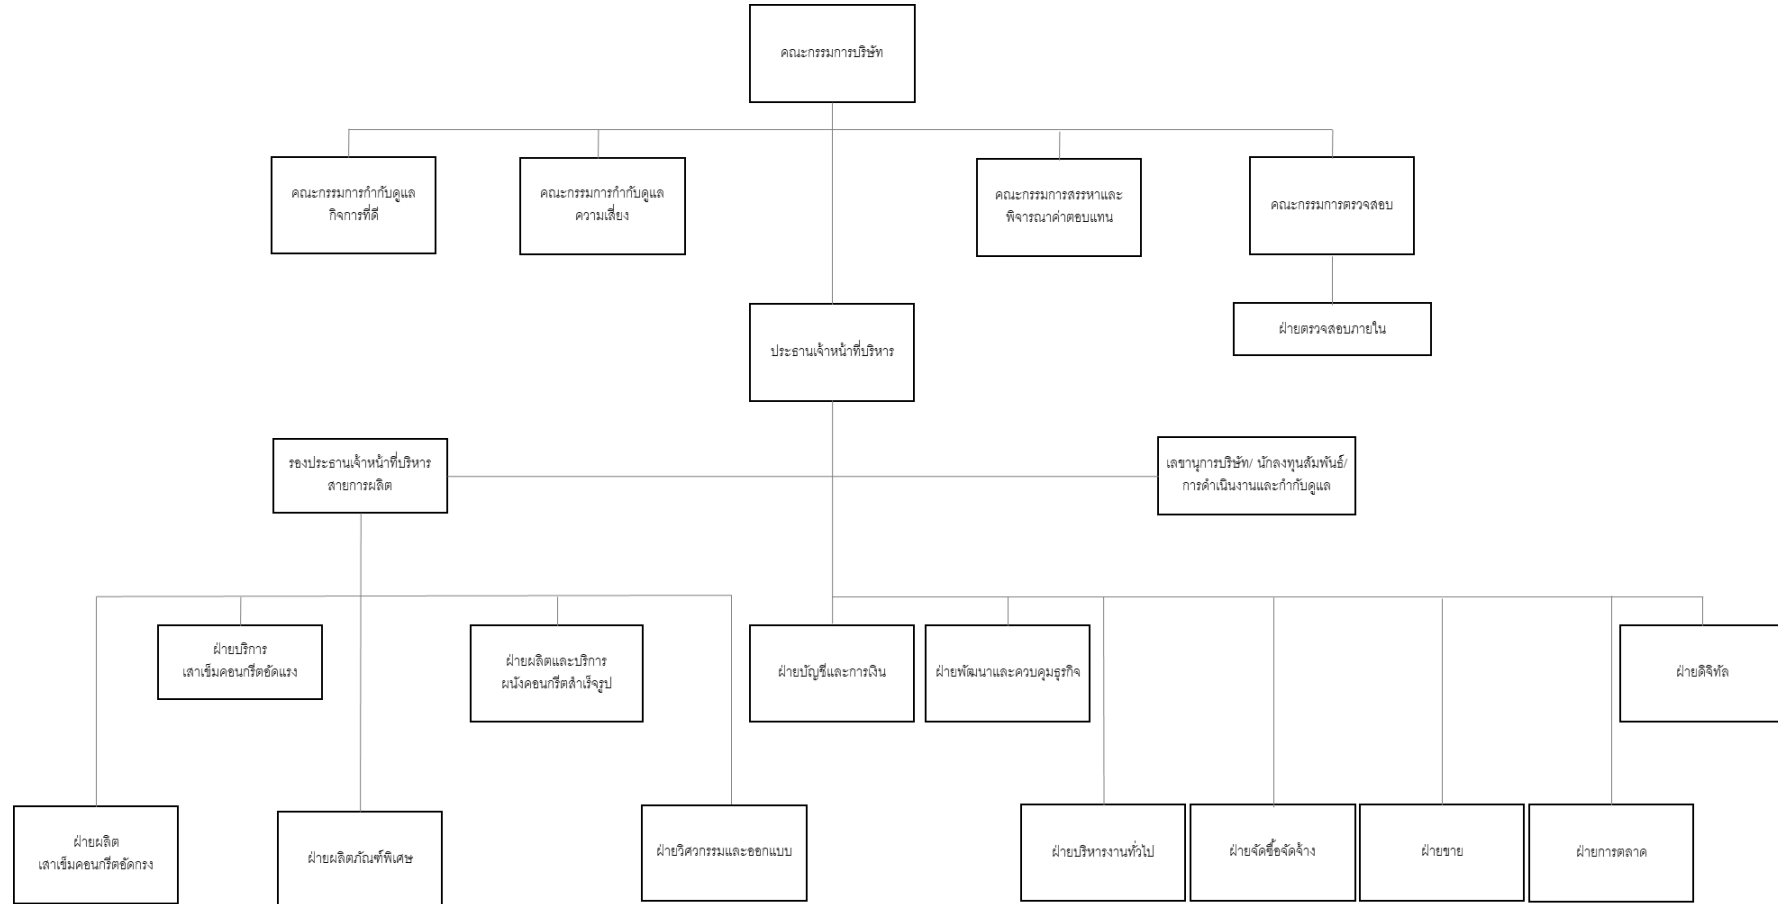 คณะกรรมการบริษัท
คณะกรรมการกำกับดูแล
กิจการที่ดี
คณะกรรมการกำกับดูแล
ความเสี่ยง
คณะกรรมการสรรหาและ
พิจารณาค่าตอบแทน
คณะกรรมการตรวจสอบ
ประธานเจ้าหน้าที่บริหาร
ฝ่ายตรวจสอบภายใน
รองประธานเจ้าหน้าที่บริหาร
สายการผลิต
เลขานุการบริษัท/ นักลงทุนสัมพันธ์/
การดำเนินงานและกำกับดูแล
ฝ่ายบริการ
เสาเข็มคอนกรีตอัดแรง
ฝ่ายผลิตและบริการ
ผนังคอนกรีตสำเร็จรูป
ฝ่ายบัญชีและการเงิน
ฝ่ายพัฒนาและควบคุมธุรกิจ
ฝ่ายดิจิทัล
ฝ่ายผลิต
เสาเข็มคอนกรีตอัดกรง
ฝ่ายผลิตภัณฑ์พิเศษ
ฝ่ายวิศวกรรมและออกแบบ
ฝ่ายบริหารงานทั่วไป
ฝ่ายจัดซื้อจัดจ้าง
ฝ่ายขาย
ฝ่ายการตลาด